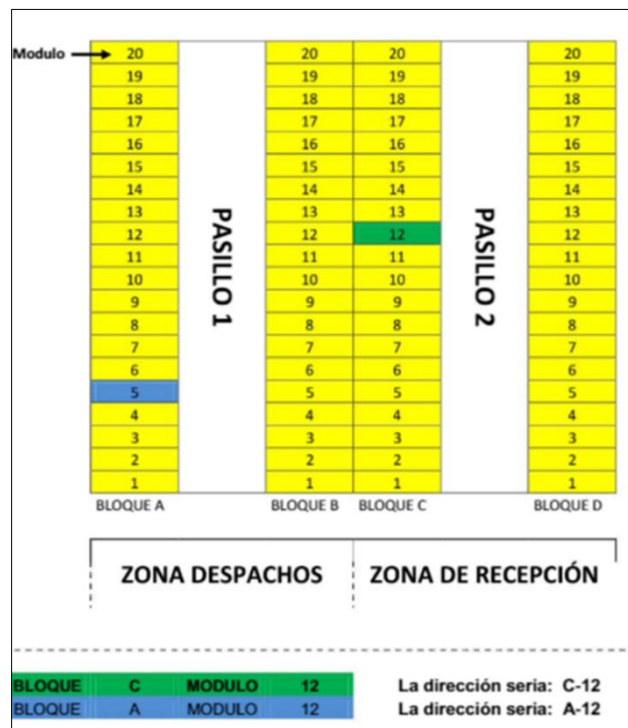 Modulo 20 20 20 20
19 19 19 19
18 18 18 18
17 17 17 17
16 16 16 16
15 15 15 15
14 14 14 14
13 13 13 13
12 12 12 12
11 11 11 11
10 10 10 10
9 9 9 9
8 8 8 8
7 7 7 7
6 6 6 6
5 5 5 5
4 4 4 4
3 3 3 3
2 2 2 2
1 1 1 1
PASILLO 1
PASILLO 2
BLOQUE A BLOQUE B BLOQUE C BLOQUE D
ZONA DESPACHOS ZONA DE RECEPCIÓN
BLOQUE C MODULO 12 La dirección seria: C-12
BLOQUE A MODULO 12 La dirección seria: A-12